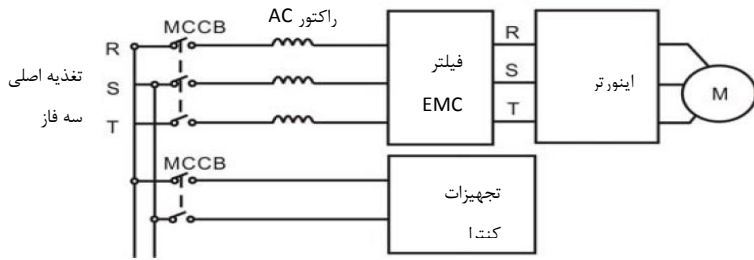 MCCB
راکتور AC
R
S
T
تغذیه اصلی
سه فاز
فیلتر
EMC
R
S
T
اینورتر
M
MCCB
تجهیزات